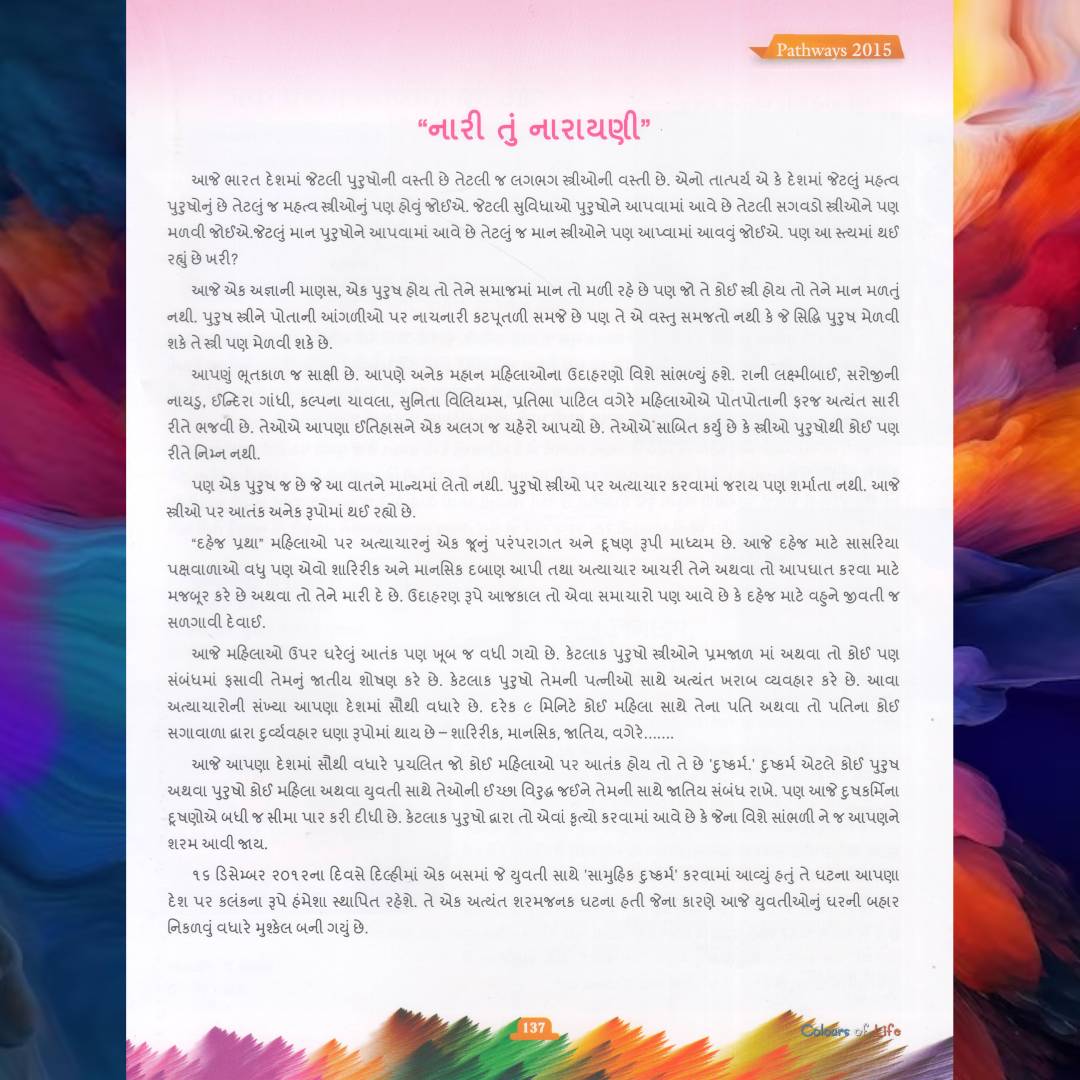 Pathways 2015
“નારી તું નારાયણી”
આજે ભારત દેશમાં જેટલી પુરુષોની વસ્તી છે તેટલી જ લગભગ સ્ત્રીઓની વસ્તી છે. એનો તાત્પર્ય એ કે દેશમાં જેટલું મહત્વ
પુરુષોનું છે તેટલું જ મહત્વ સ્ત્રીઓનું પણ હોવું જોઈએ. જેટલી સુવિધાઓ પુરુષોને આપવામાં આવે છે તેટલી સગવડો સ્ત્રીઓને પણ
મળવી જોઈએ.જેટલું માન પુરુષોને આપવામાં આવે છે તેટલું જ માન સ્ત્રીઓને પણ આપ્વામાં આવવું જોઈએ. પણ આ સ્ત્યમાં થઈ
રહ્યું છે ખરી?
આજે એક અજ્ઞાની માણસ, એક પુરુષ હોય તો તેને સમાજમાં માન તો મળી રહે છે પણ જો તે કોઈ સ્ત્રી હોય તો તેને માન મળતું
નથી. પુરુષ સ્ત્રીને પોતાની આંગળીઓ પર નાચનારી કટપૂતળી સમજે છે પણ તે એ વસ્તુ સમજતો નથી કે જે સિદ્ધિ પુરુષ મેળવી
શકે તે સ્ત્રી પણ મેળવી શકે છે.
આપણું ભૂતકાળ જ સાક્ષી છે. આપણે અનેક મહાન મહિલાઓના ઉદાહરણો વિશે સાંભળ્યું હશે. રાની લક્ષ્મીબાઈ, સરોજીની
નાયડુ, ઈન્દિરા ગાંધી, કલ્પના ચાવલા, સુનિતા વિલિયમ્સ, પ્રતિભા પાટિલ વગેરે મહિલાઓએ પોતપોતાની ફરજ અત્યંત સારી
રીતે ભજવી છે. તેઓએ આપણા ઈતિહાસને એક અલગ જ ચહેરો આપયો છે. તેઓએ સાબિત કર્યુ છે કે સ્ત્રીઓ પુરુષોથી કોઈ પણ
રીતે નિમ્ન નથી.
પણ એક પુરુષ જ છે જે આ વાતને માન્યમાં લેતો નથી. પુરુષો સ્ત્રીઓ પર અત્યાચાર કરવામાં જરાય પણ શર્માતા નથી. આજે
સ્ત્રીઓ પર આતંક અનેક રૂપોમાં થઈ રહ્યો છે.
“દહેજ પ્રથા” મહિલાઓ પર અત્યાચારનું એક જૂનું પરંપરાગત અને દૂષણ રૂપી માધ્યમ છે. આજે દહેજ માટે સાસરિયા
પક્ષવાળાઓ વધુ પણ એવો શારિરીક અને માનસિક દબાણ આપી તથા અત્યાચાર આચરી તેને અથવા તો આપઘાત કરવા માટે
મજબૂર કરે છે અથવા તો તેને મારી દે છે. ઉદાહરણ રૂપે આજકાલ તો એવા સમાચારો પણ આવે છે કે દહેજ માટે વહુને જીવતી જ
સળગાવી દેવાઈ.
આજે મહિલાઓ ઉપર ઘરેલું આતંક પણ ખૂબ જ વધી ગયો છે. કેટલાક પુરુષો સ્ત્રીઓને પ્રમજાળ માં અથવા તો કોઈ પણ
સંબંધમાં ફસાવી તેમનું જાતીય શોષણ કરે છે. કેટલાક પુરુષો તેમની પત્નીઓ સાથે અત્યંત ખરાબ વ્યવહાર કરે છે. આવા
અત્યાચારોની સંખ્યા આપણા દેશમાં સૌથી વધારે છે. દરેક ૯ મિનિટે કોઈ મહિલા સાથે તેના પતિ અથવા તો પતિના કોઈ
સગાવાળા દ્વારા દુર્વ્યવહાર ઘણા રૂપોમાં થાય છે – શારિરીક, માનસિક, જાતિય, વગેરે.......
આજે આપણા દેશમાં સૌથી વધારે પ્રચલિત જો કોઈ મહિલાઓ પર આતંક હોય તો તે છે 'દુષ્કર્મ.' દુષ્કર્મ એટલે કોઈ પુરુષ
અથવા પુરુષો કોઈ મહિલા અથવા યુવતી સાથે તેઓની ઈચ્છા વિરુદ્ધ જઈને તેમની સાથે જાતિય સંબંધ રાખે. પણ આજે દુષકર્મિના
દૂષણોએ બધી જ સીમા પાર કરી દીધી છે. કેટલાક પુરુષો દ્વારા તો એવાં કૃત્યો કરવામાં આવે છે કે જેના વિશે સાંભળી ને જ આપણને
શરમ આવી જાય.
૧૬ ડિસેમ્બર ૨૦૧૨ના દિવસે દિલ્હીમાં એક બસમાં જે યુવતી સાથે 'સામુહિક દુષ્કર્મ' કરવામાં આવ્યું હતું તે ઘટના આપણા
દેશ પર કલંકના રૂપે હંમેશા સ્થાપિત રહેશે. તે એક અત્યંત શરમજનક ઘટના હતી જેના કારણે આજે યુવતીઓનું ઘરની બહાર
નિકળવું વધારે મુશ્કેલ બની ગયું છે.
137
Colours of Life